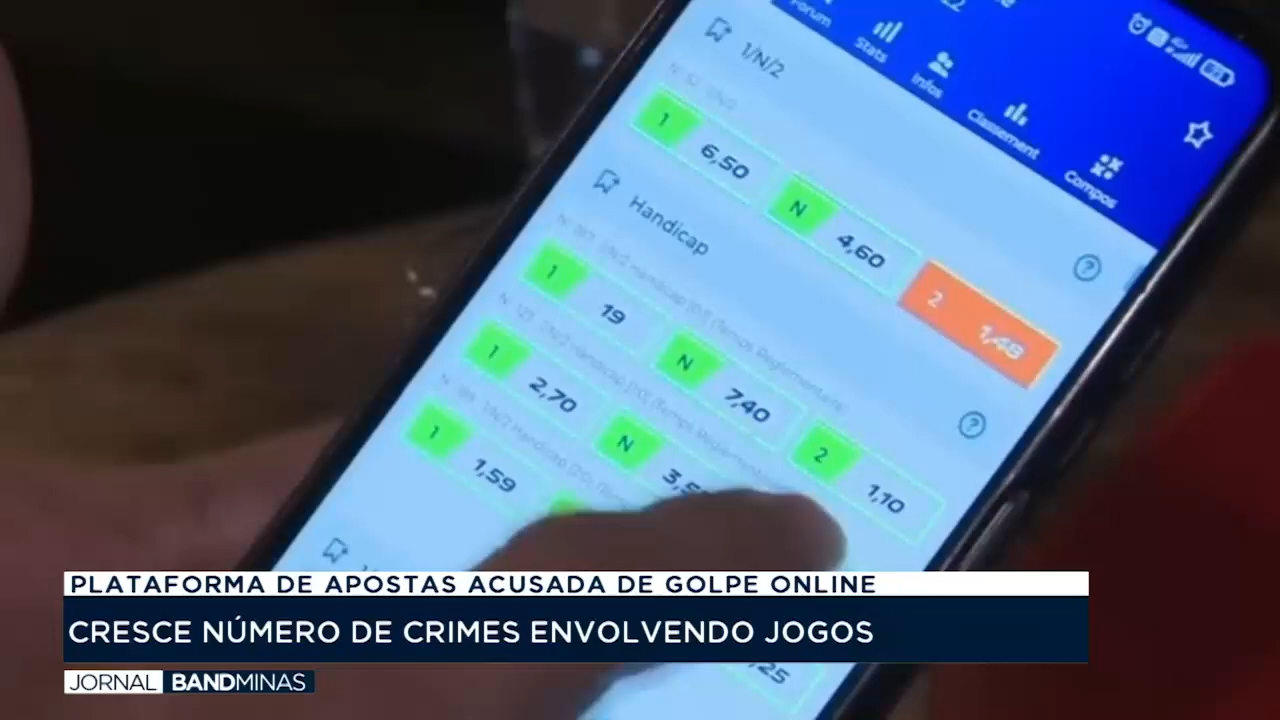 Forum
Stats
Infos
Classement
Compos
1/N/2
1 6,50
N 4,60
2 1,48
Handicap
1 19
N 7,40
2 1,10
1 2,70
N
1 1,59
PLATAFORMA DE APOSTAS ACUSADA DE GOLPE ONLINE
CRESCE NÚMERO DE CRIMES ENVOLVENDO JOGOS
JORNAL BANDMINAS